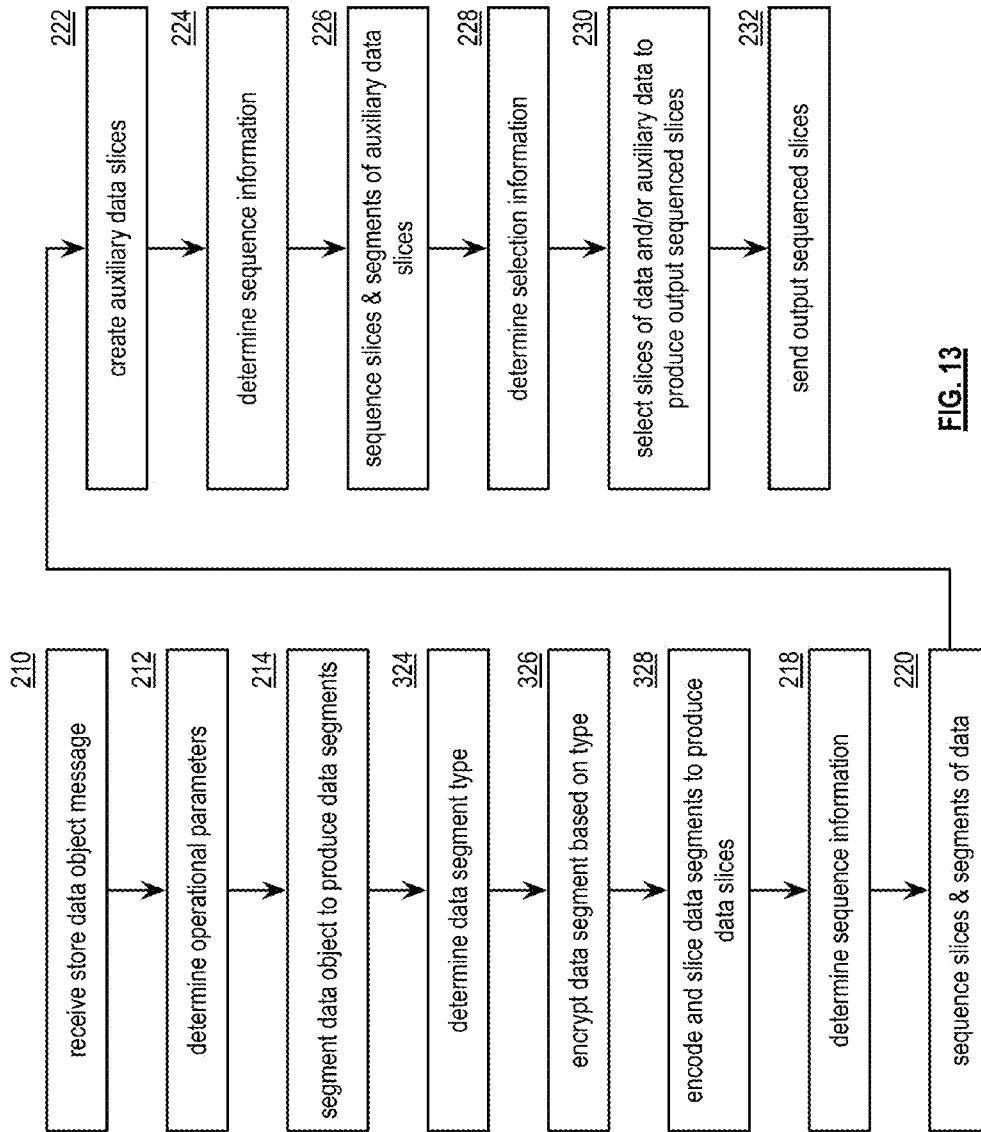 210
receive store data object message
212
determine operational parameters
214
segment data object to produce data segments
324
determine data segment type
326
encrypt data segment based on type
328
encode and slice data segments to produce
data slices
218
determine sequence information
220
sequence slices & segments of data
222
create auxiliary data slices
224
determine sequence information
226
sequence slices & segments of auxiliary data
slices
228
determine selection information
230
select slices of data and/or auxiliary data to
produce output sequenced slices
232
send output sequenced slices
FIG. 13